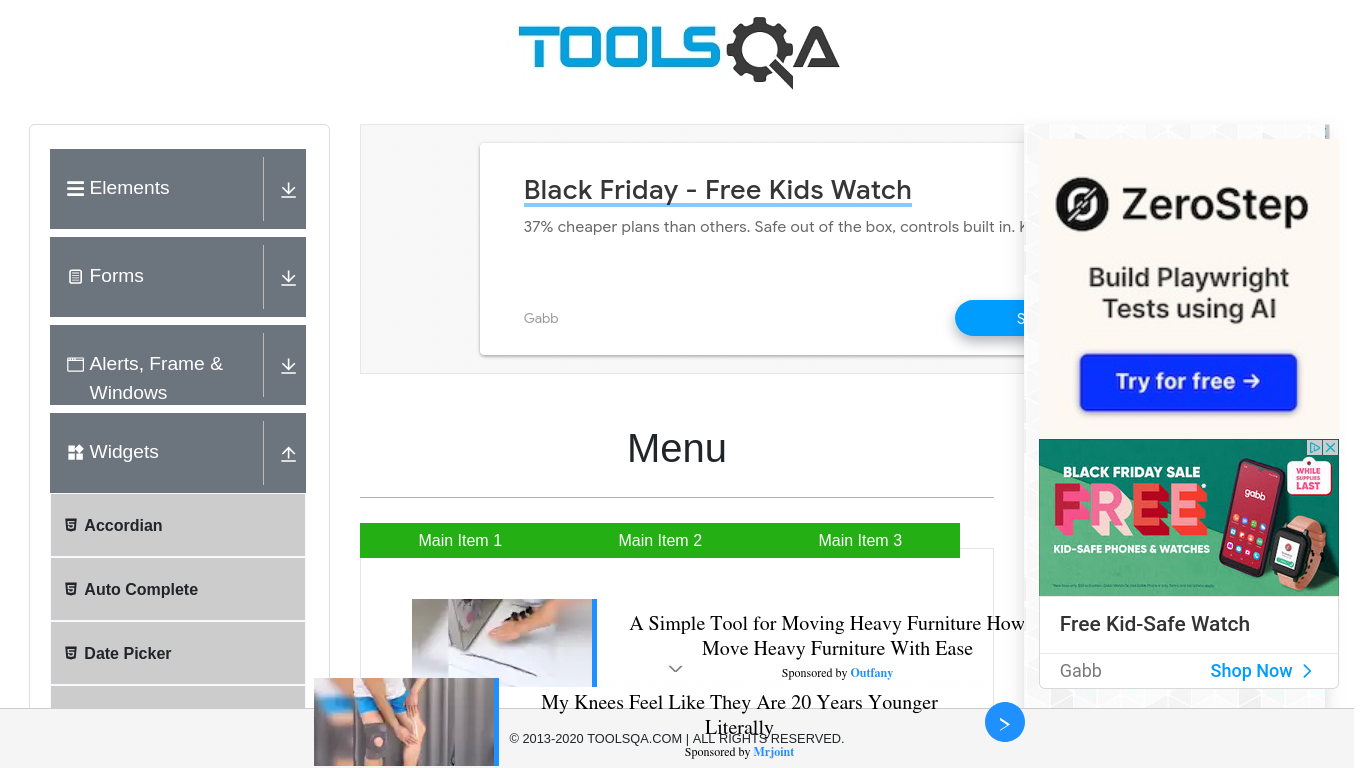 TOOLSQA
Elements
Forms
Alerts, Frame &
Windows
Widgets
Accordian
Auto Complete
Date Picker
Black Friday - Free Kids Watch
37% cheaper plans than others. Safe out of the box, controls built in.
Gabb
Menu
Main Item 1
Main Item 2
Main Item 3
A Simple Tool for Moving Heavy Furniture How
Move Heavy Furniture With Ease
Sponsored by Outfany
My Knees Feel Like They Are 20 Years Younger
Literally
Sponsored by Mrjoint
© 2013-2020 TOOLSQA.COM | ALL RIGHTS RESERVED.
ZeroStep
Build Playwright
Tests using AI
Try for free →
BLACK FRIDAY SALE
FREE*
KID-SAFE PHONES & WATCHES
gabb
WHILE
SUPPLIES
LAST
Free Kid-Safe Watch
Gabb
Shop Now